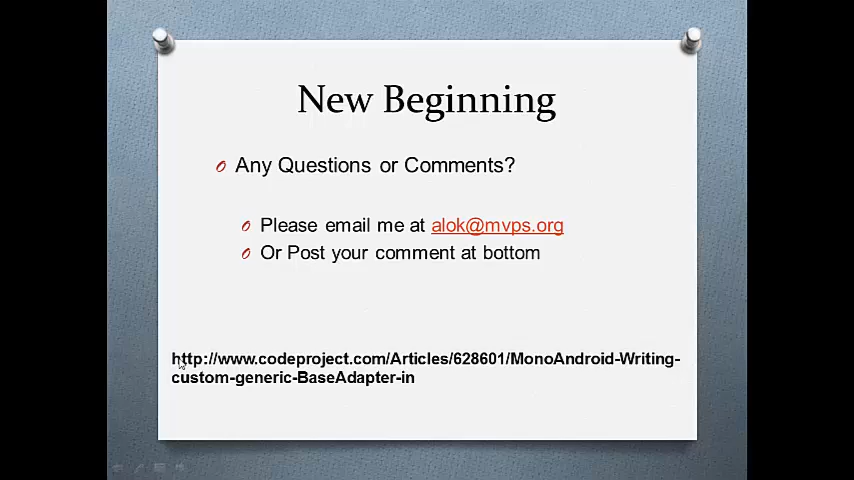 New Beginning
Any Questions or Comments?
Please email me at alok@mvps.org
Or Post your comment at bottom
http://www.codeproject.com/Articles/628601/MonoAndroid-Writing-
custom-generic-BaseAdapter-in